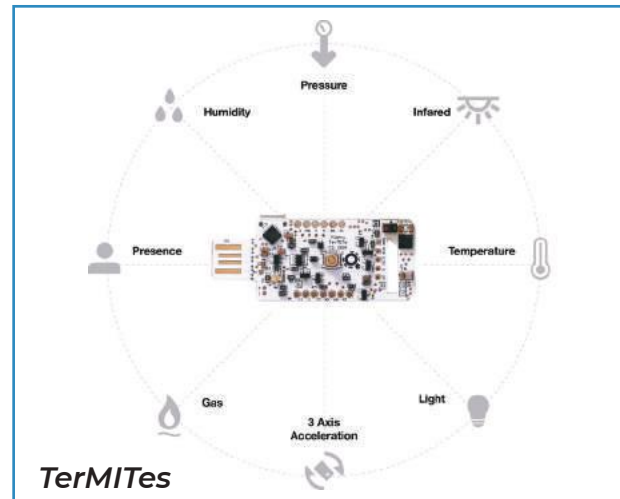 Pressure
Humidity
Infared
Presence
Temperature
Gas
Light
3 Axis
Acceleration
TerMITes